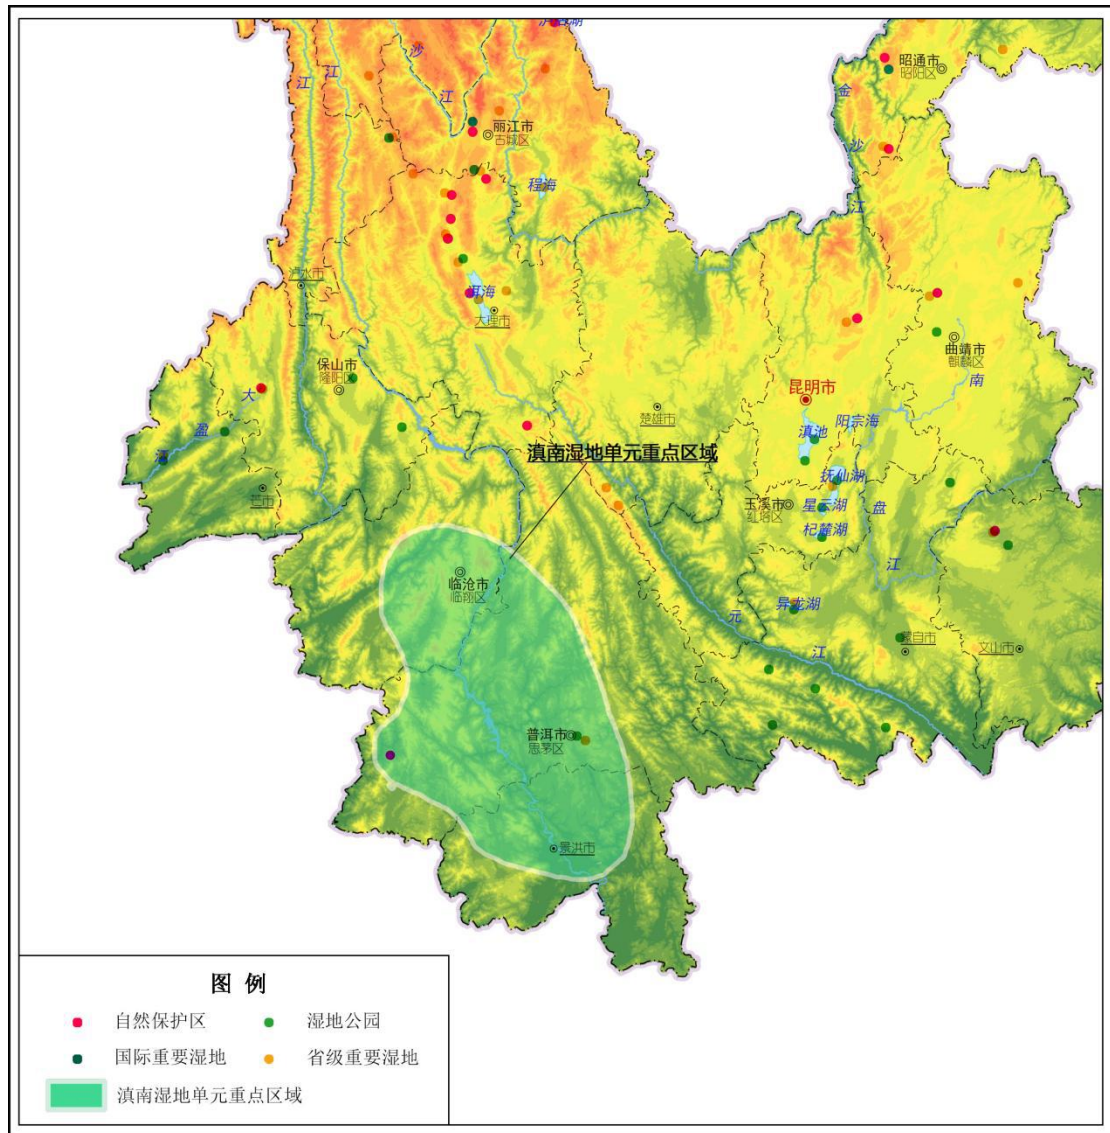 泸沽湖
昭通市
昭阳区
江
江
沙
江
金
沙
江
丽江市
古城区
程海
泸水市
洱海
大理市
保山市
隆阳区
曲靖市
麒麟区
南
大
盈
江
昆明市
楚雄市
滇池
阳宗海
滇南湿地单元重点区域
抚仙湖
芒市
玉溪市
红塔区
星云湖
盘
杞麓湖
江
临沧市
临翔区
异龙湖
元
江
蒙自市
文山市
普洱市
思茅区
景洪市
图 例
自然保护区
湿地公园
国际重要湿地
省级重要湿地
滇南湿地单元重点区域